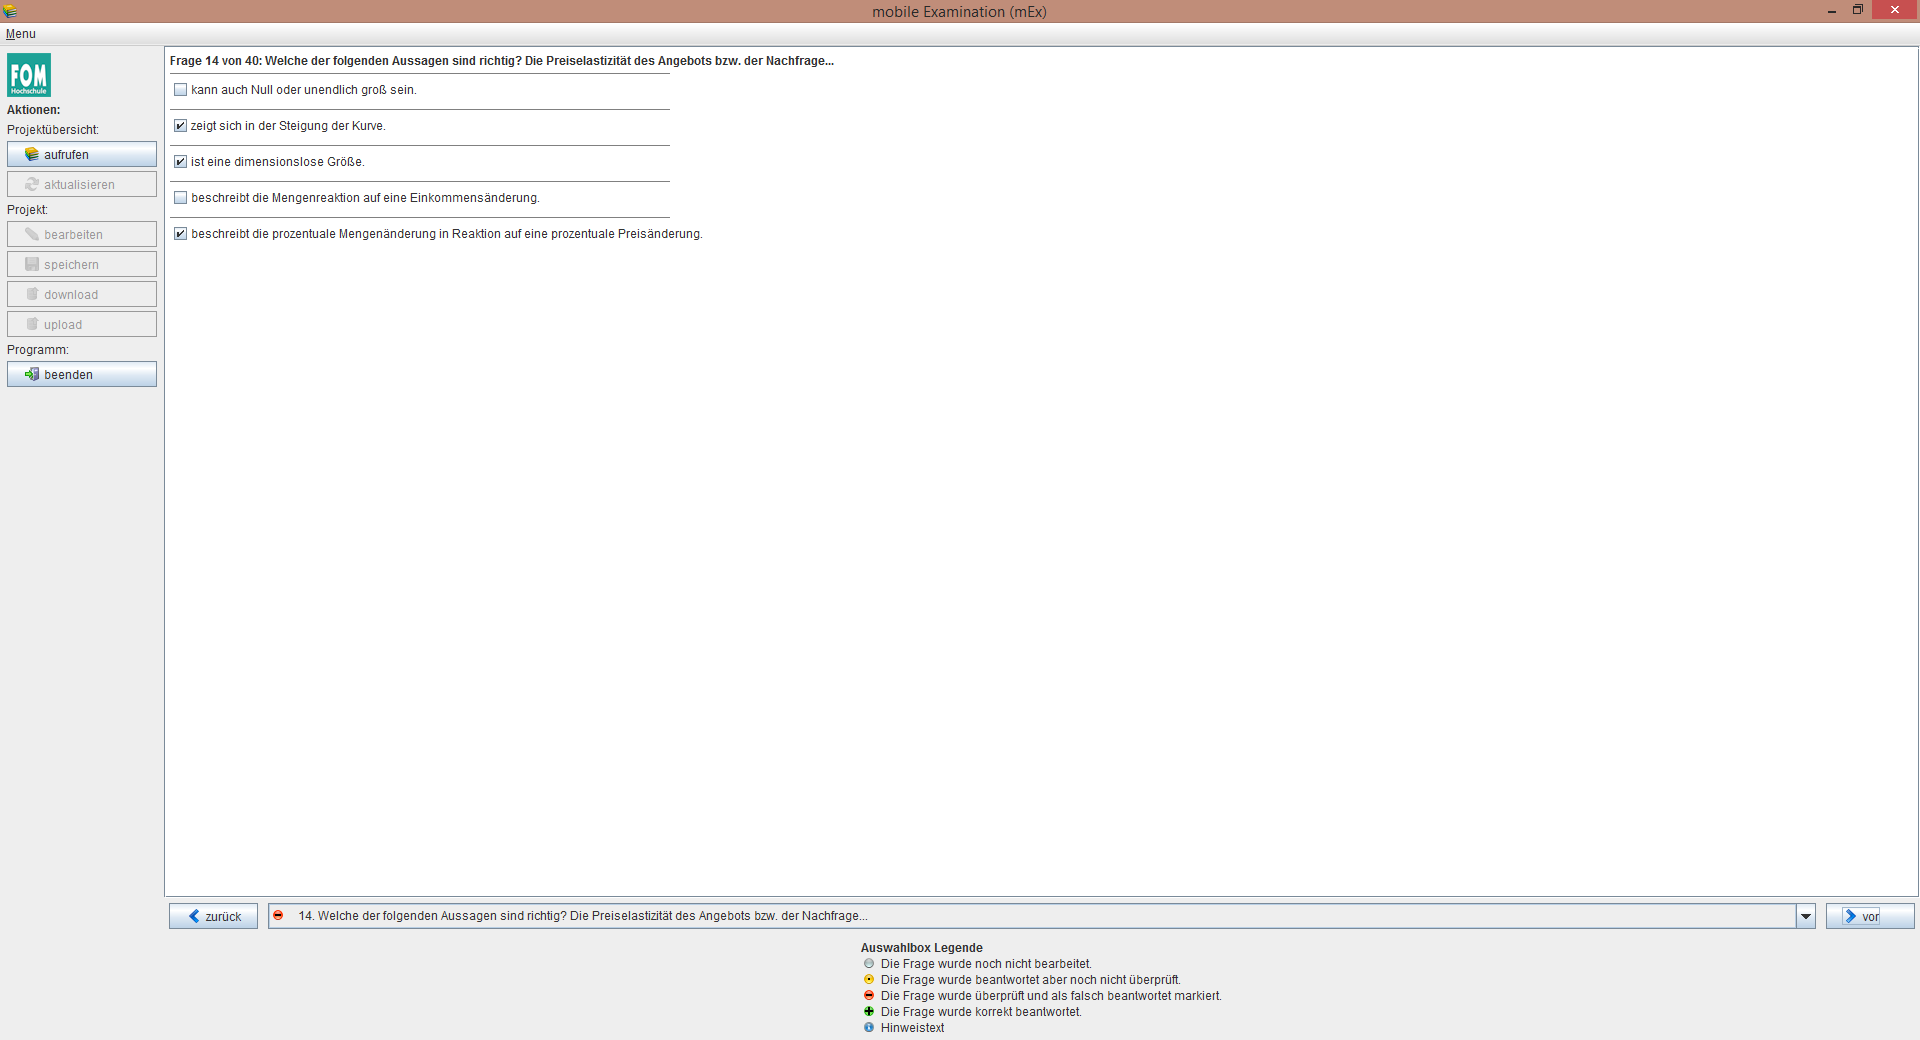 mobile Examination (mEx)
Menu
FOM
Hochschule
Aktionen:
Projektübersicht:
aufrufen
aktualisieren
Projekt:
bearbeiten
speichern
download
upload
Programm:
beenden
Frage 14 von 40: Welche der folgenden Aussagen sind richtig? Die Preiselastizität des Angebots bzw. der Nachfrage...
kann auch Null oder unendlich groß sein.
zeigt sich in der Steigung der Kurve.
ist eine dimensionslose Größe.
beschreibt die Mengenreaktion auf eine Einkommensänderung.
beschreibt die prozentuale Mengenänderung in Reaktion auf eine prozentuale Preisänderung.
zurück
14. Welche der folgenden Aussagen sind richtig? Die Preiselastizität des Angebots bzw. der Nachfrage...
vor
Auswahlbox Legende
Die Frage wurde noch nicht bearbeitet.
Die Frage wurde beantwortet aber noch nicht überprüft.
Die Frage wurde überprüft und als falsch beantwortet markiert.
Die Frage wurde korrekt beantwortet.
Hinweistext